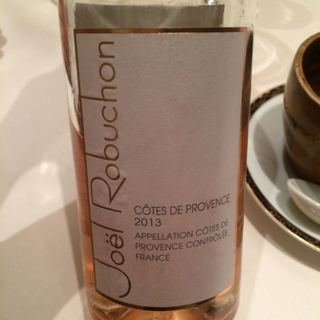 Joël Robuchon
CÔTES DE PROVENCE
2013
APPELLATION CÔTES DE
PROVENCE CONTRÔLÉE
FRANCE